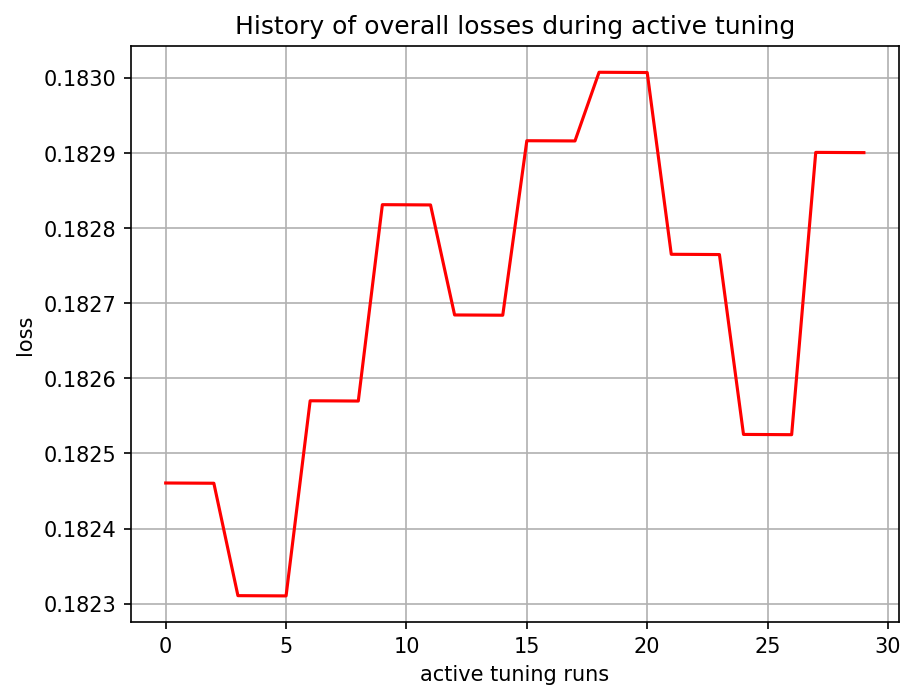 History of overall losses during active tuning
0.1830
0.1829
0.1828
0.1827
0.1826
0.1825
0.1824
0.1823
loss
0 5 10 15 20 25 30
active tuning runs